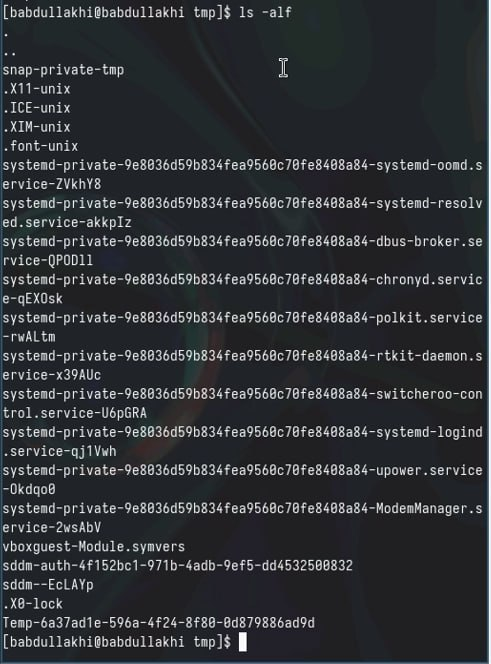 [babdullakhi@babdullakhi tmp]$ ls -alf
.
..
snap-private-tmp
.X11-unix
.ICE-unix
.XIM-unix
.font-unix
systemd-private-9e8036d59b834fea9560c70fe8408a84-systemd-oomd.s
ervice-ZVkhY8
systemd-private-9e8036d59b834fea9560c70fe8408a84-systemd-resolv
ed.service-akkpIz
systemd-private-9e8036d59b834fea9560c70fe8408a84-dbus-broker.se
rvice-QPODll
systemd-private-9e8036d59b834fea9560c70fe8408a84-chronyd.servic
e-qEXOsk
systemd-private-9e8036d59b834fea9560c70fe8408a84-polkit.service
-rwALtm
systemd-private-9e8036d59b834fea9560c70fe8408a84-rtkit-daemon.s
ervice-x39AUc
systemd-private-9e8036d59b834fea9560c70fe8408a84-switcheroo-con
trol.service-U6pGRA
systemd-private-9e8036d59b834fea9560c70fe8408a84-systemd-logind
.service-qj1Vwh
systemd-private-9e8036d59b834fea9560c70fe8408a84-upower.service
-Okdqo0
systemd-private-9e8036d59b834fea9560c70fe8408a84-ModemManager.s
ervice-2wsAbV
vboxguest-Module.symvers
sddm-auth-4f152bc1-971b-4adb-9ef5-dd4532500832
sddm--EcLAYp
.X0-lock
Temp-6a37ad1e-596a-4f24-8f80-0d879886ad9d
[babdullakhi@babdullakhi tmp]$